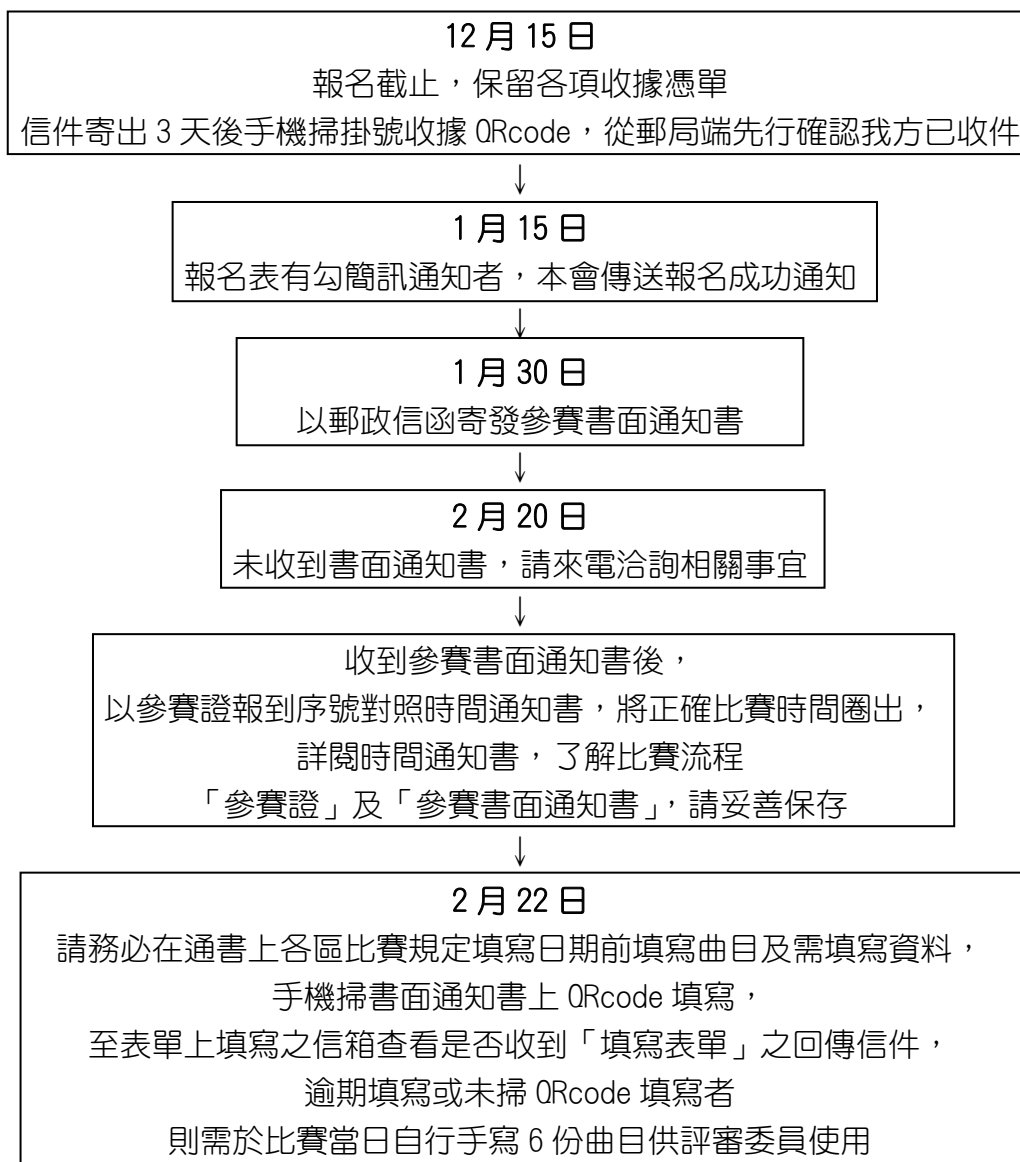 12 月 15 日
報名截止，保留各項收據憑單
信件寄出 3 天後手機掃掛號收據 QRcode，從郵局端先行確認我方已收件
↓
1 月 15 日
報名表有勾簡訊通知者，本會傳送報名成功通知
↓
1 月 30 日
以郵政信函寄發參賽書面通知書
↓
2 月 20 日
未收到書面通知書，請來電洽詢相關事宜
↓
收到參賽書面通知書後，
以參賽證報到序號對照時間通知書，將正確比賽時間圈出，
詳閱時間通知書，了解比賽流程
「參賽證」及「參賽書面通知書」，請妥善保存
↓
2 月 22 日
請務必在通書上各區比賽規定填寫日期前填寫曲目及需填寫資料，
手機掃書面通知書上 QRcode 填寫，
至表單上填寫之信箱查看是否收到「填寫表單」之回傳信件，
逾期填寫或未掃 QRcode 填寫者
則需於比賽當日自行手寫 6 份曲目供評審委員使用